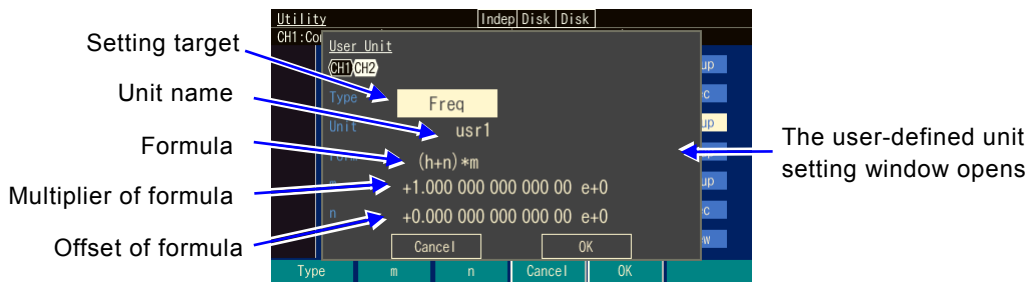 Utility
Indep Disk Disk
CH1:Co
User Unit
CH1 CH2
Setting target
Type
Freq
Unit name
Unit
usr1
Formula
(h+n)*m
Multiplier of formula
m
+1.000 000 000 000 00 e+0
Offset of formula
n
+0.000 000 000 000 00 e+0
Cancel
OK
up
c
up
up
c
w
The user-defined unit
setting window opens
Type m n Cancel OK